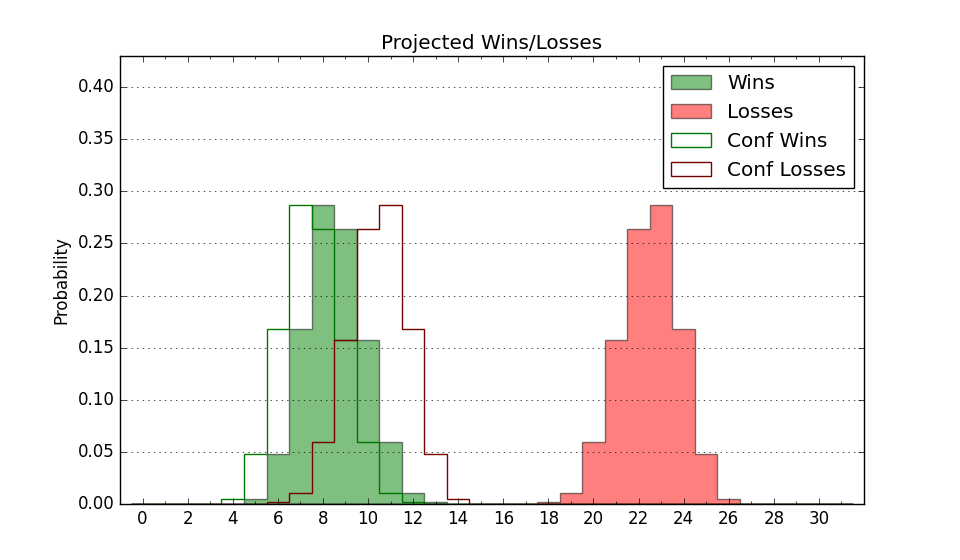 Projected Wins/Losses
Wins
Losses
Conf Wins
Conf Losses
Probability
0.40
0.35
0.30
0.25
0.20
0.15
0.10
0.05
0.00
0 2 4 6 8 10 12 14 16 18 20 22 24 26 28 30